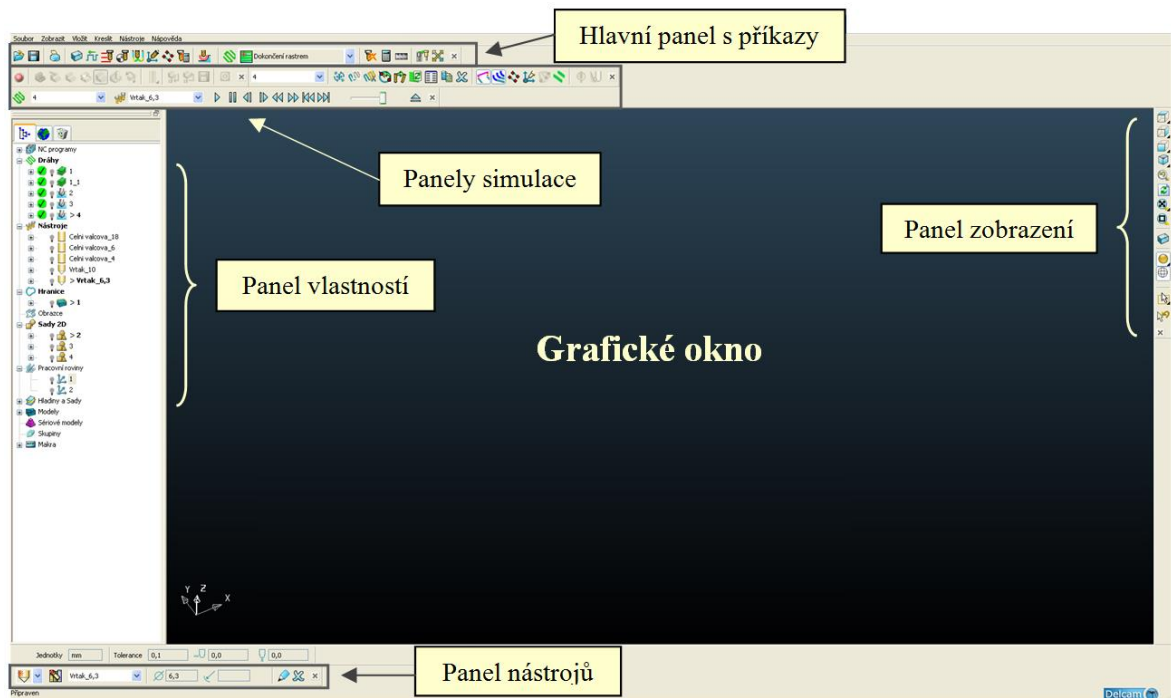 Hlavní panel s příkazy
Soubor Zobrazit Vložit Kreslit Nástroje Nápověda
Dokončení rastrem
4
4 Vrtak_6,3
Panely simulace
Panel zobrazení
Panel vlastností
Grafické okno
NC programy
Dráhy
1
1_1
2
3
> 4
Nástroje
Celni valcova_18
Celni valcova_6
Celni valcova_4
Vrtak_10
> Vrtak_6,3
Hranice
> 1
Obrazce
Sady 2D
> 2
3
4
Pracovní roviny
1
2
Hladiny a Sady
Modely
Sériové modely
Skupiny
Makra
Y Z X
Jednotky mm Tolerance 0,1 0,0 0,0
Vrtak_6,3 6,3
Panel nástrojů
Připraven
Delcam